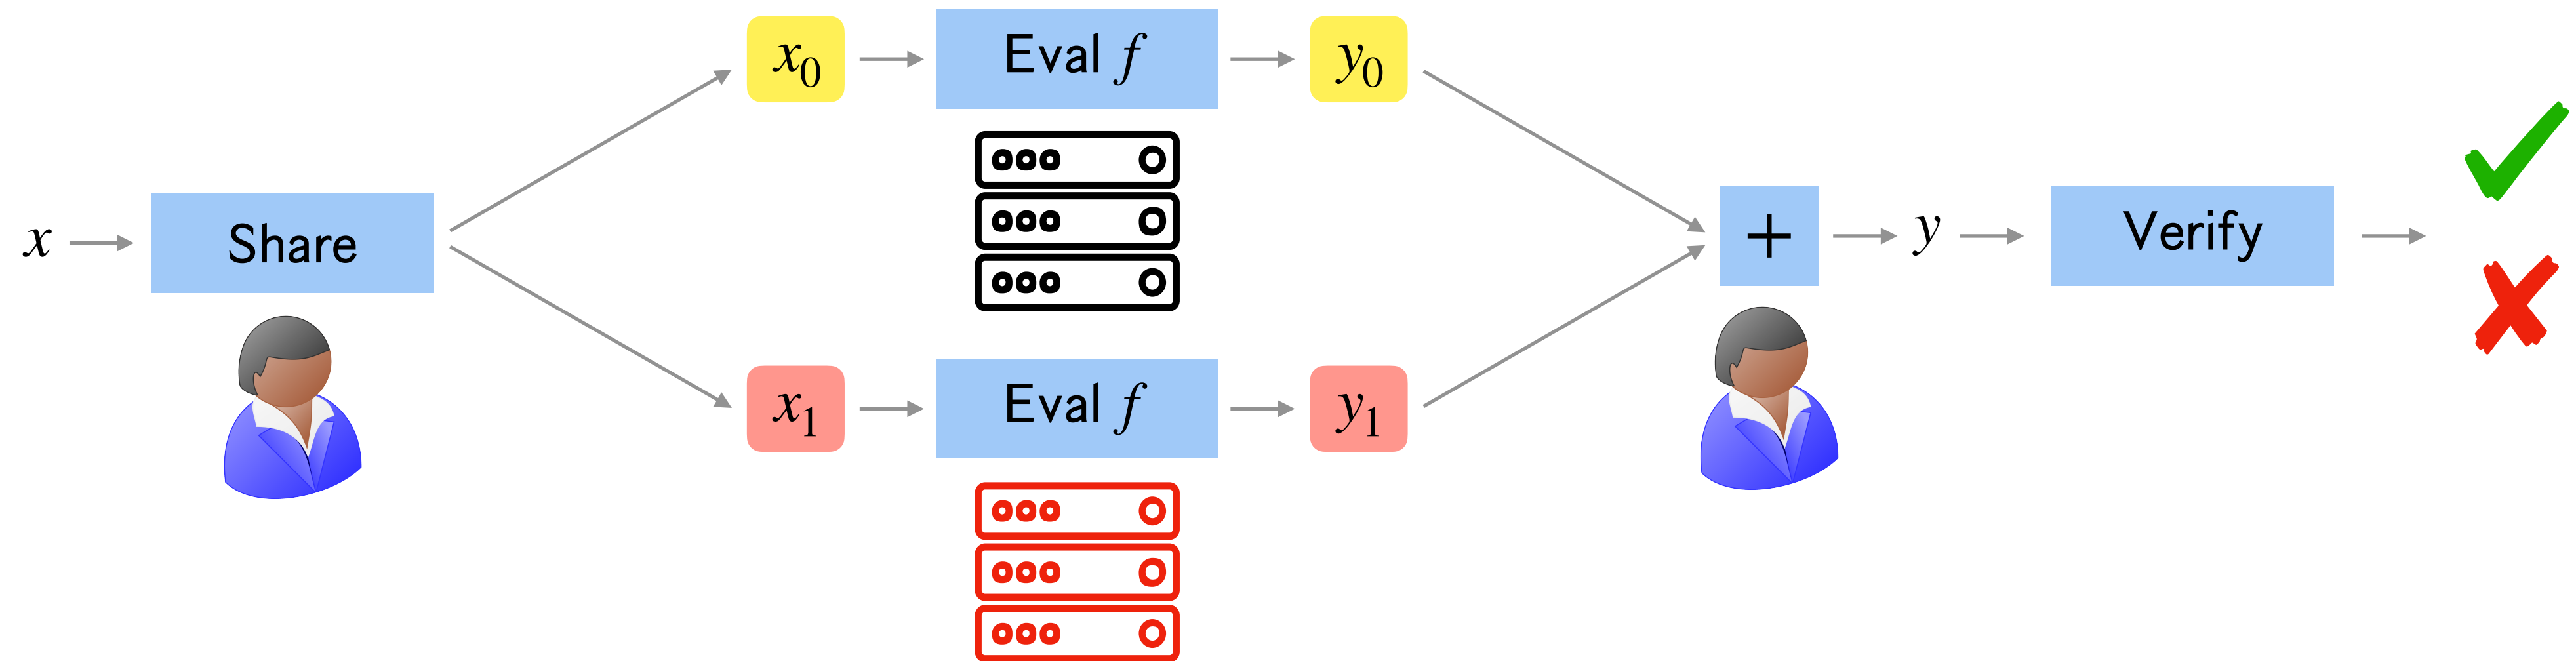 x
Share
x₀
Eval f
y₀
x₁
Eval f
y₁
+
y
Verify